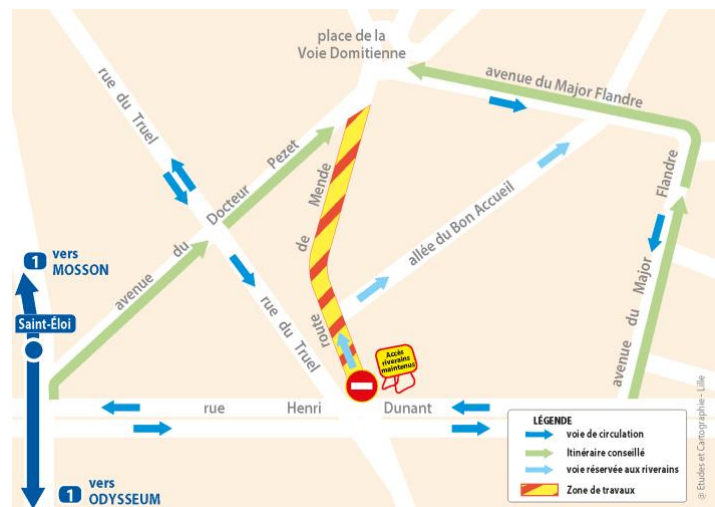 place de la
Voie Domitienne
avenue du Major Flandre
rue du Truel
avenue du Docteur Pezet
route de Mende
allée du Bon Accueil
avenue du Major Flandre
1 vers
MOSSON
Saint-Éloi
rue du Truel
Accès
riverains
maintenus
rue Henri Dunant
1 vers
ODYSSEUM
LÉGENDE
voie de circulation
Itinéraire conseillé
voie réservée aux riverains
Zone de travaux
@ Etudes et Cartographie - Lille